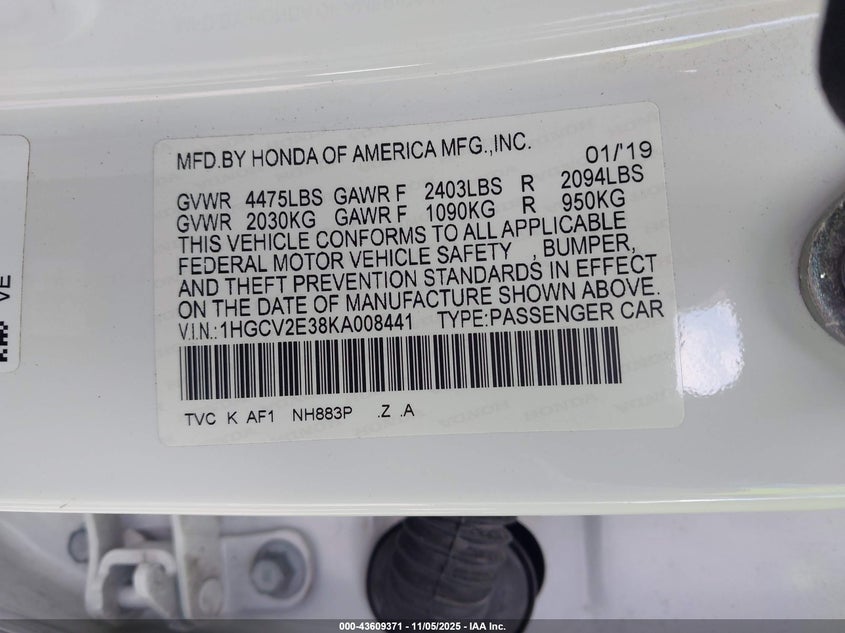 MFD.BY HONDA OF AMERICA MFG.,INC. 01/'19
GVWR 4475LBS GAWR F 2403LBS R 2094LBS
GVWR 2030KG GAWR F 1090KG R 950KG
THIS VEHICLE CONFORMS TO ALL APPLICABLE
FEDERAL MOTOR VEHICLE SAFETY , BUMPER,
AND THEFT PREVENTION STANDARDS IN EFFECT
ON THE DATE OF MANUFACTURE SHOWN ABOVE.
V.I.N.:1HGCV2E38KA008441 TYPE:PASSENGER CAR
TVC K AF1 NH883P .Z .A
VE
000-43609371 - 11/05/2025 - IAA Inc.